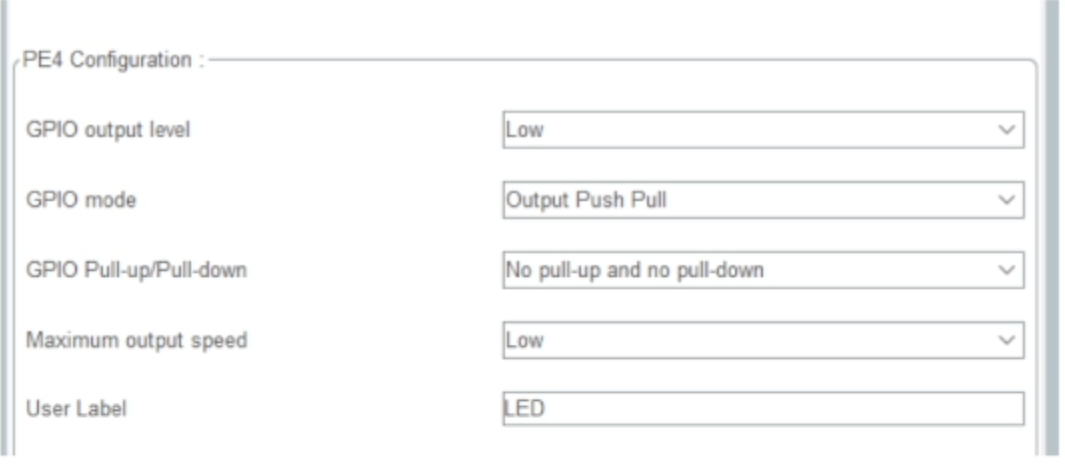 PE4 Configuration :
GPIO output level Low
GPIO mode Output Push Pull
GPIO Pull-up/Pull-down No pull-up and no pull-down
Maximum output speed Low
User Label LED